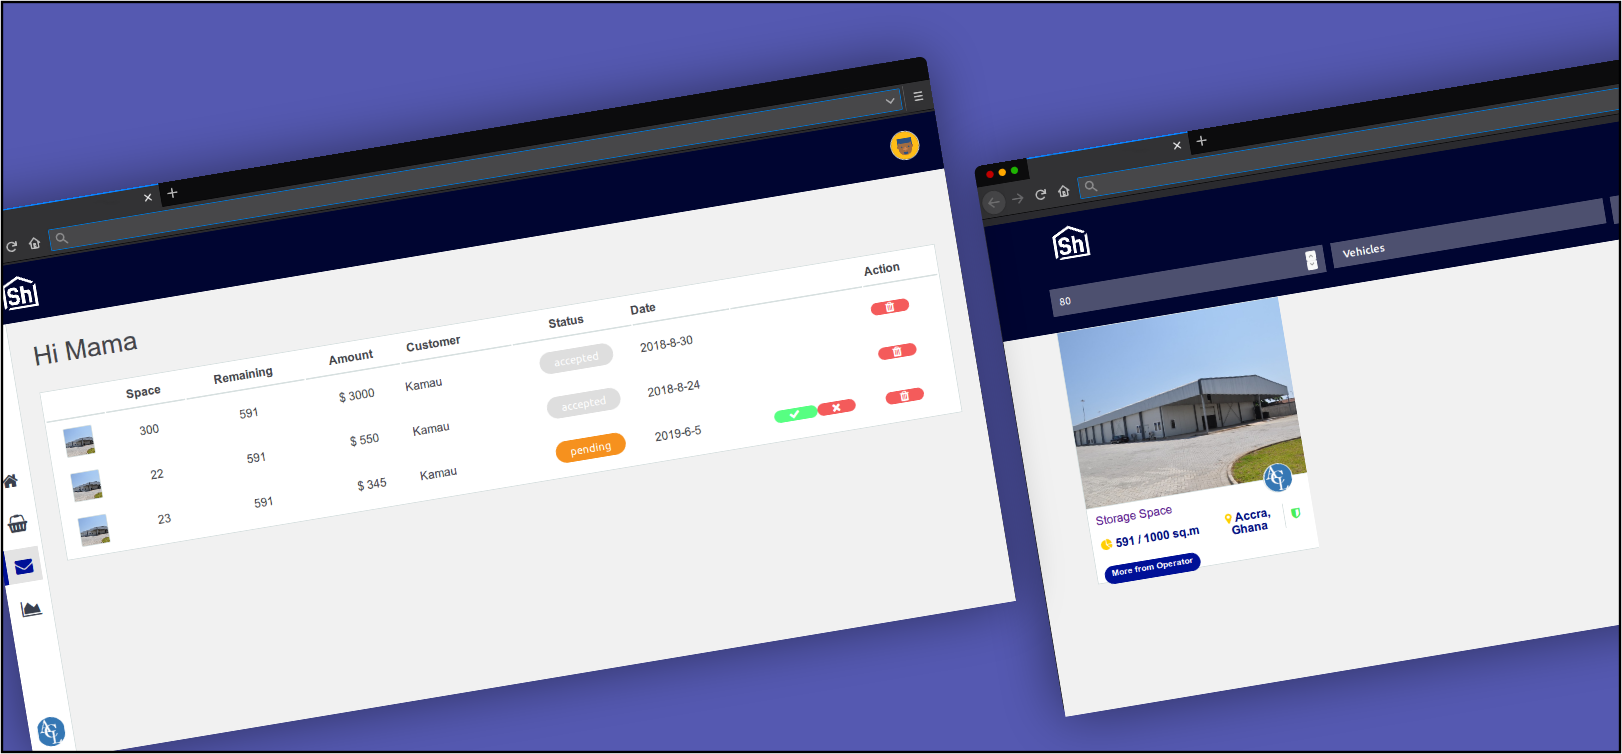 Sh
Hi Mama
Space Remaining Amount Customer Status Date Action
300 591 $ 3000 Kamau accepted 2018-8-30
22 591 $ 550 Kamau accepted 2018-8-24
23 591 $ 345 Kamau pending 2019-6-5
ACL
Sh
80 Vehicles
ACL
Storage Space
591 / 1000 sq.m
Accra,
Ghana
More from Operator